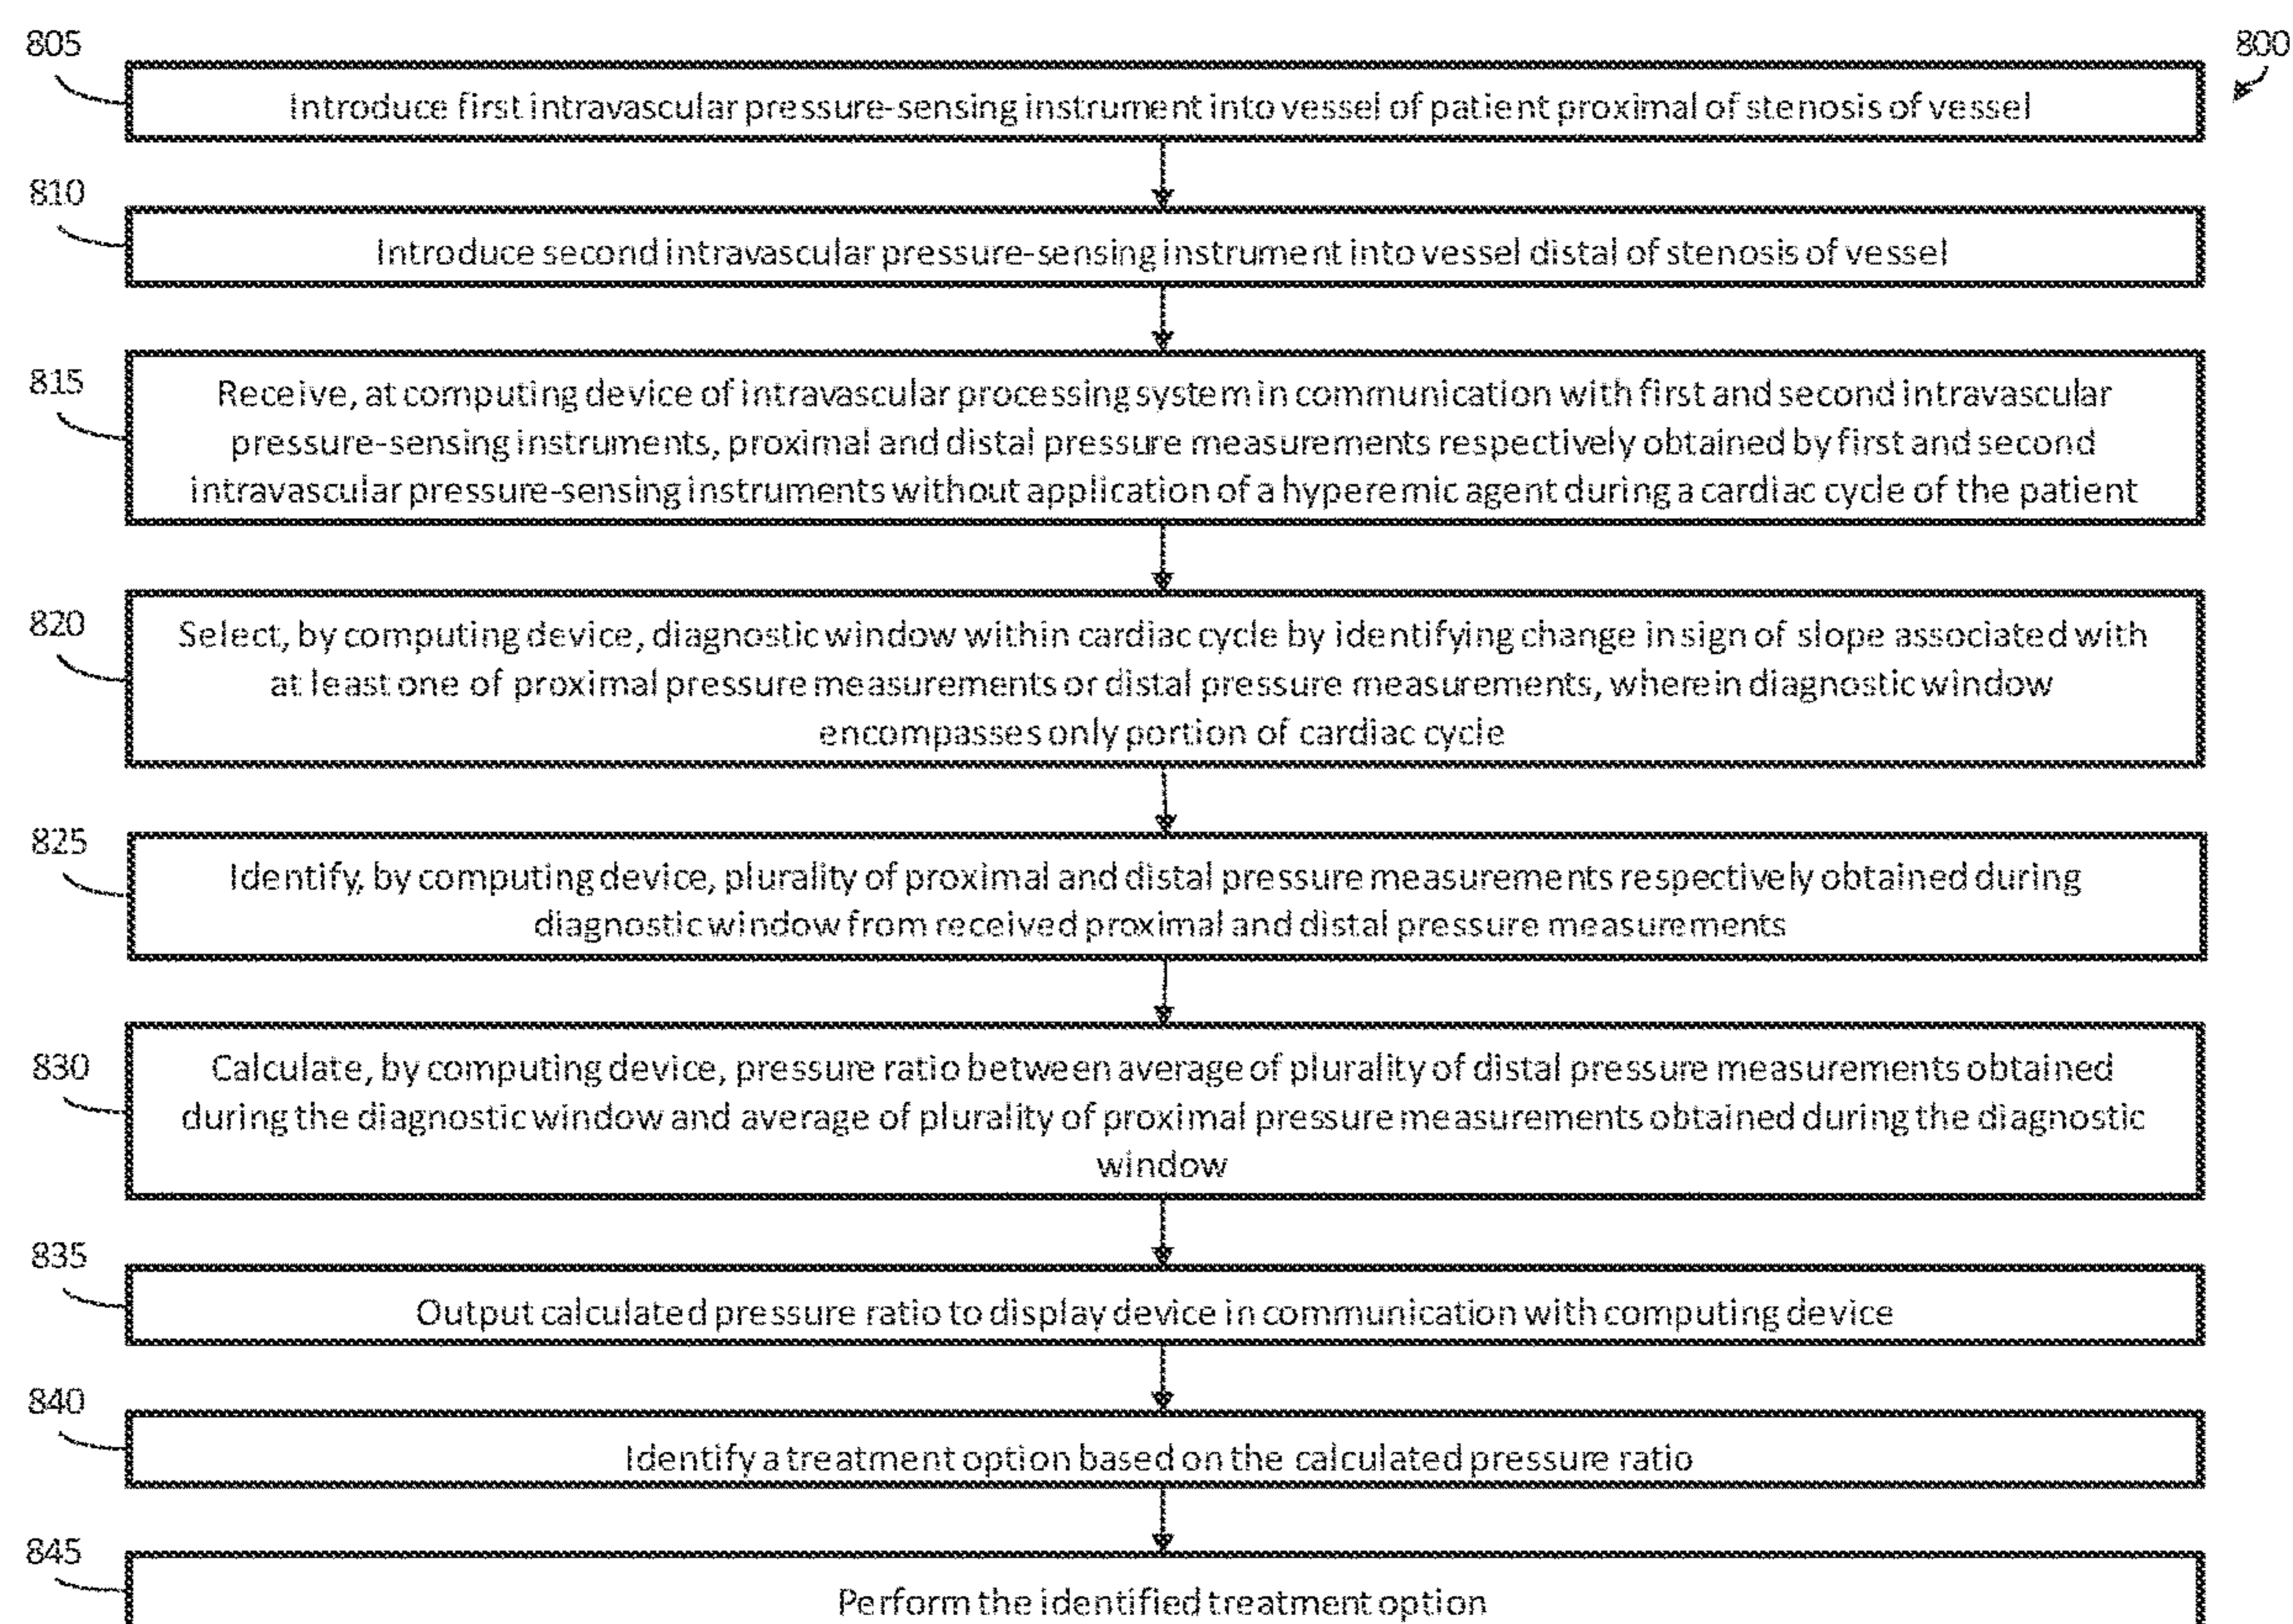 805
800
Introduce first intravascular pressure-sensing instrument into vessel of patient proximal of stenosis of vessel
810
Introduce second intravascular pressure-sensing instrument into vessel distal of stenosis of vessel
815
Receive, at computing device of intravascular processing system in communication with first and second intravascular
pressure-sensing instruments, proximal and distal pressure measurements respectively obtained by first and second
intravascular pressure-sensing instruments without application of a hyperemic agent during a cardiac cycle of the patient
820
Select, by computing device, diagnostic window within cardiac cycle by identifying change in sign of slope associated with
at least one of proximal pressure measurements or distal pressure measurements, wherein diagnostic window
encompasses only portion of cardiac cycle
825
Identify, by computing device, plurality of proximal and distal pressure measurements respectively obtained during
diagnostic window from received proximal and distal pressure measurements
830
Calculate, by computing device, pressure ratio between average of plurality of distal pressure measurements obtained
during the diagnostic window and average of plurality of proximal pressure measurements obtained during the diagnostic
window
835
Output calculated pressure ratio to display device in communication with computing device
840
Identify a treatment option based on the calculated pressure ratio
845
Perform the identified treatment option